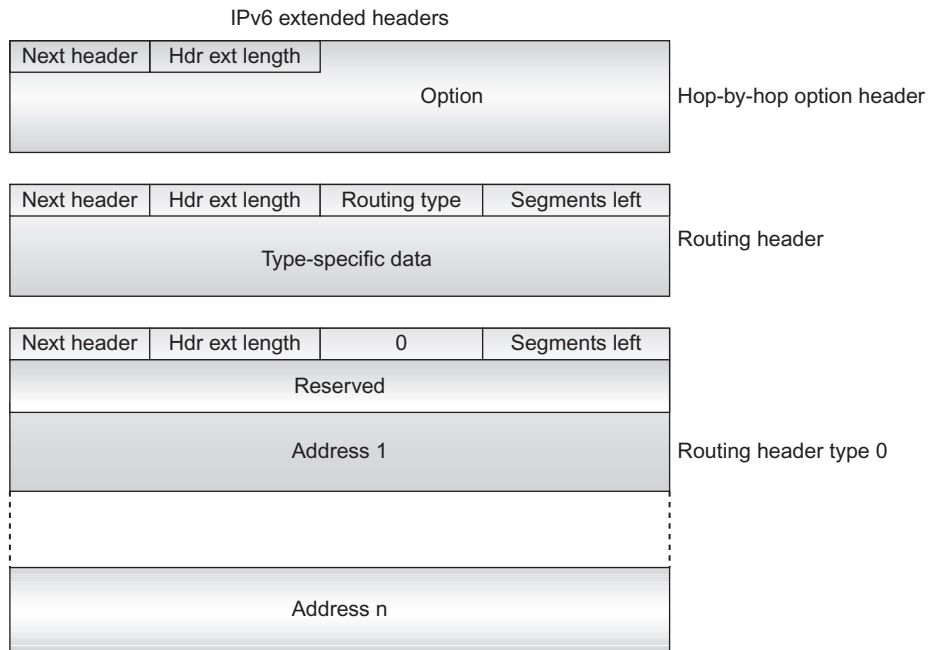 IPv6 extended headers
Next header Hdr ext length
Option
Hop-by-hop option header
Next header Hdr ext length Routing type Segments left
Type-specific data
Routing header
Next header Hdr ext length 0 Segments left
Reserved
Address 1
Routing header type 0
Address n